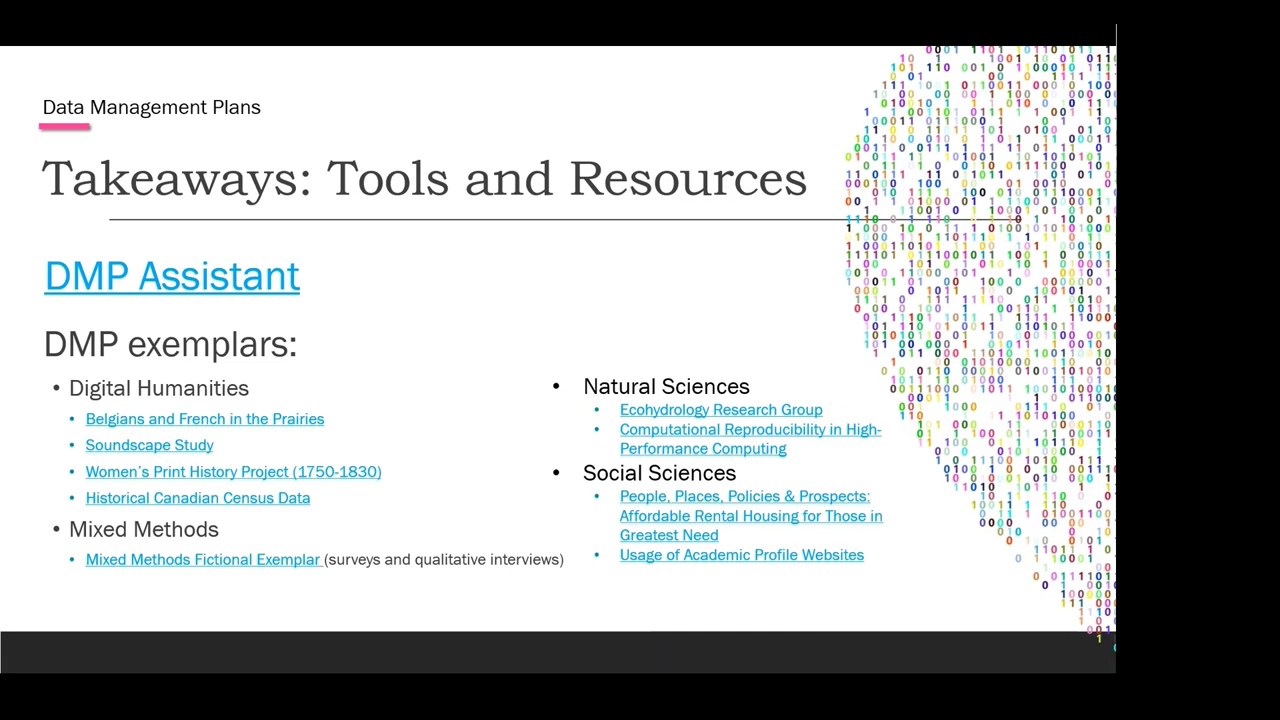 Data Management Plans
Takeaways: Tools and Resources
DMP Assistant
DMP exemplars:
• Digital Humanities
• Belgians and French in the Prairies
• Soundscape Study
• Women’s Print History Project (1750-1830)
• Historical Canadian Census Data
• Mixed Methods
• Mixed Methods Fictional Exemplar (surveys and qualitative interviews)
• Natural Sciences
• Ecohydrology Research Group
• Computational Reproducibility in High-
Performance Computing
• Social Sciences
• People, Places, Policies & Prospects:
Affordable Rental Housing for Those in
Greatest Need
• Usage of Academic Profile Websites